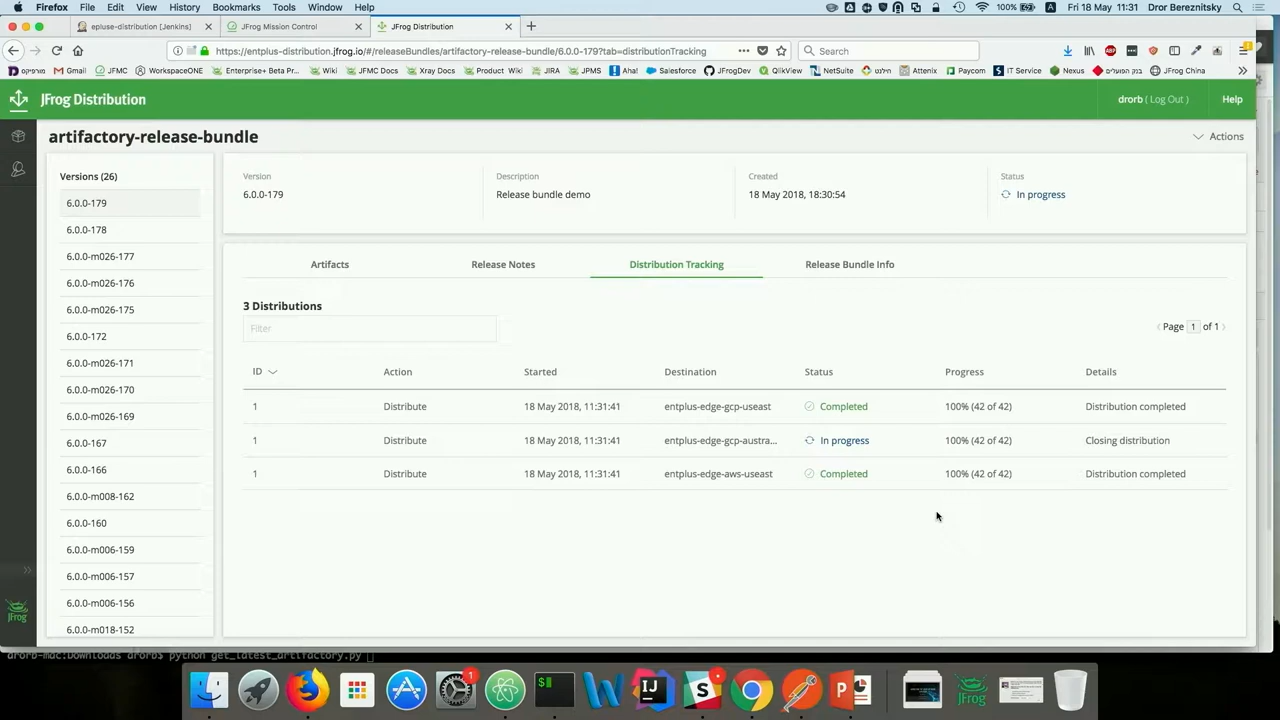 Firefox File Edit View History Bookmarks Tools Window Help 100% Fri 18 May 11:31 Dror Bereznitsky
epluse-distribution [Jenkins] JFrog Mission Control JFrog Distribution
https://entplus-distribution.jfrog.io/#/releaseBundles/artifactory-release-bundle/6.0.0-179?tab=distributionTracking Search
מורפיקס Gmail JFMC WorkspaceONE Enterprise+ Beta Pr... Wiki JFMC Docs Xray Docs Product Wiki JIRA JPMS Aha! Salesforce JFrogDev QlikView NetSuite חילנט Attenix Paycom IT Service Nexus בנק הפועלים JFrog China
JFrog Distribution drorb ( Log Out ) Help
artifactory-release-bundle Actions
Versions (26)
6.0.0-179
6.0.0-178
6.0.0-m026-177
6.0.0-m026-176
6.0.0-m026-175
6.0.0-172
6.0.0-m026-171
6.0.0-m026-170
6.0.0-m026-169
6.0.0-167
6.0.0-166
6.0.0-m008-162
6.0.0-160
6.0.0-m006-159
6.0.0-m006-157
6.0.0-m006-156
6.0.0-m018-152
Version Description Created Status
6.0.0-179 Release bundle demo 18 May 2018, 18:30:54 In progress
Artifacts Release Notes Distribution Tracking Release Bundle Info
3 Distributions
Filter Page 1 of 1
ID Action Started Destination Status Progress Details
1 Distribute 18 May 2018, 11:31:41 entplus-edge-gcp-useast Completed 100% (42 of 42) Distribution completed
1 Distribute 18 May 2018, 11:31:41 entplus-edge-gcp-austra... In progress 100% (42 of 42) Closing distribution
1 Distribute 18 May 2018, 11:31:41 entplus-edge-aws-useast Completed 100% (42 of 42) Distribution completed
JFrog
drorb-mac:Downloads drorb$ python get_latest_artifactory.py
1
JFrog